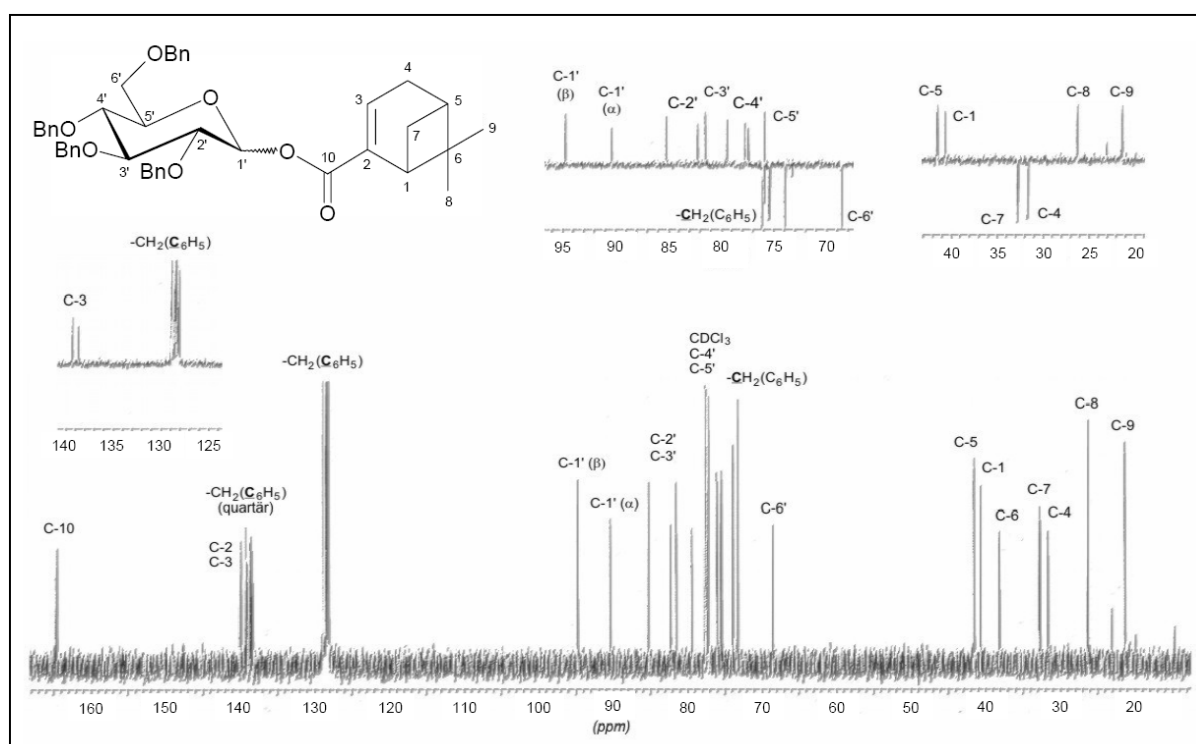 OBn
6'
4'
O
5'
BnO
BnO
3'
BnO
2'
1'
O
10
O
4
3
5
7
9
2
6
1
8
C-1'
(β)
C-1'
(α)
C-2'
C-3'
C-4'
C-5'
-CH₂(C₆H₅)
C-6'
95 90 85 80 75 70
C-5
C-1
C-8
C-9
C-7
C-4
40 30 20
-CH₂(C₆H₅)
C-3
140 135 130 125
C-10
-CH₂(C₆H₅)
(quartär)
C-2
C-3
-CH₂(C₆H₅)
C-1' (β)
C-1' (α)
C-2'
C-3'
CDCl₃
C-4'
C-5'
-CH₂(C₆H₅)
C-6'
C-5
C-1
C-6
C-7
C-4
C-8
C-9
160 150 140 130 120 110 100 90 80 70 60 50 40 30 20
(ppm)